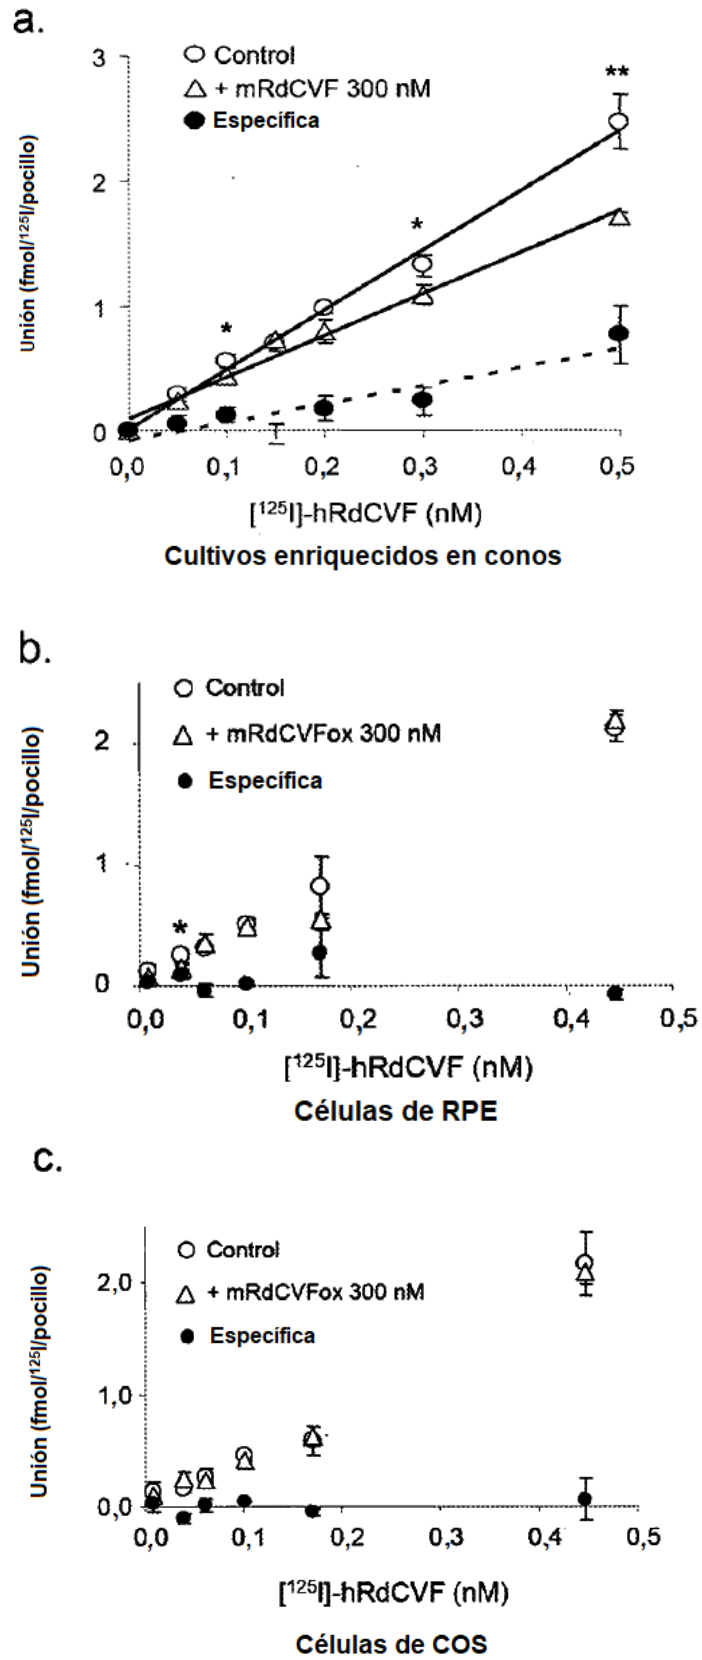 a.
3
2
1
0
Unión (fmol/¹²⁵I/pocillo)
Control
+ mRdCVF 300 nM
Específica
*
*
**
0,0 0,1 0,2 0,3 0,4 0,5
[¹²⁵I]-hRdCVF (nM)
Cultivos enriquecidos en conos
b.
2
1
0
Unión (fmol/¹²⁵I/pocillo)
Control
+ mRdCVFox 300 nM
Específica
*
0,0 0,1 0,2 0,3 0,4 0,5
[¹²⁵I]-hRdCVF (nM)
Células de RPE
c.
2,0
1,0
0,0
Unión (fmol/¹²⁵I/pocillo)
Control
+ mRdCVFox 300 nM
Específica
0,0 0,1 0,2 0,3 0,4 0,5
[¹²⁵I]-hRdCVF (nM)
Células de COS